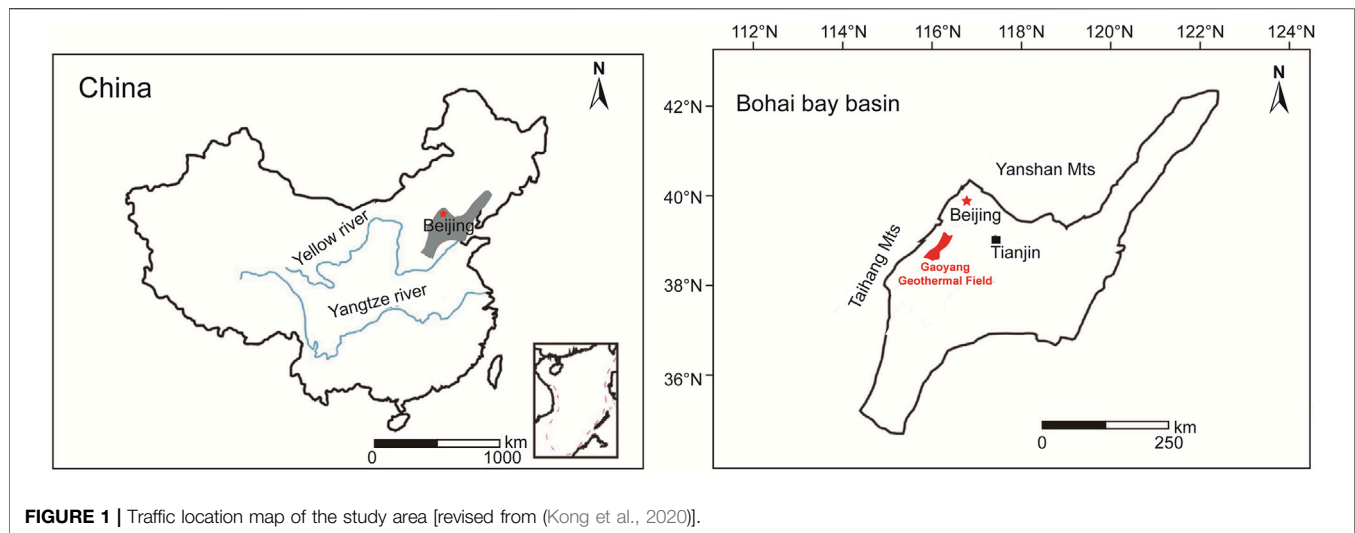 China
N
Yellow river
Beijing
Yangtze river
km
0 1000
112°N 114°N 116°N 118°N 120°N 122°N 124°N
42°N
40°N
38°N
36°N
Bohai bay basin
N
Yanshan Mts
Beijing
Tianjin
Taihang Mts
Gaoyang
Geothermal Field
km
0 250
FIGURE 1 | Traffic location map of the study area [revised from (Kong et al., 2020)].